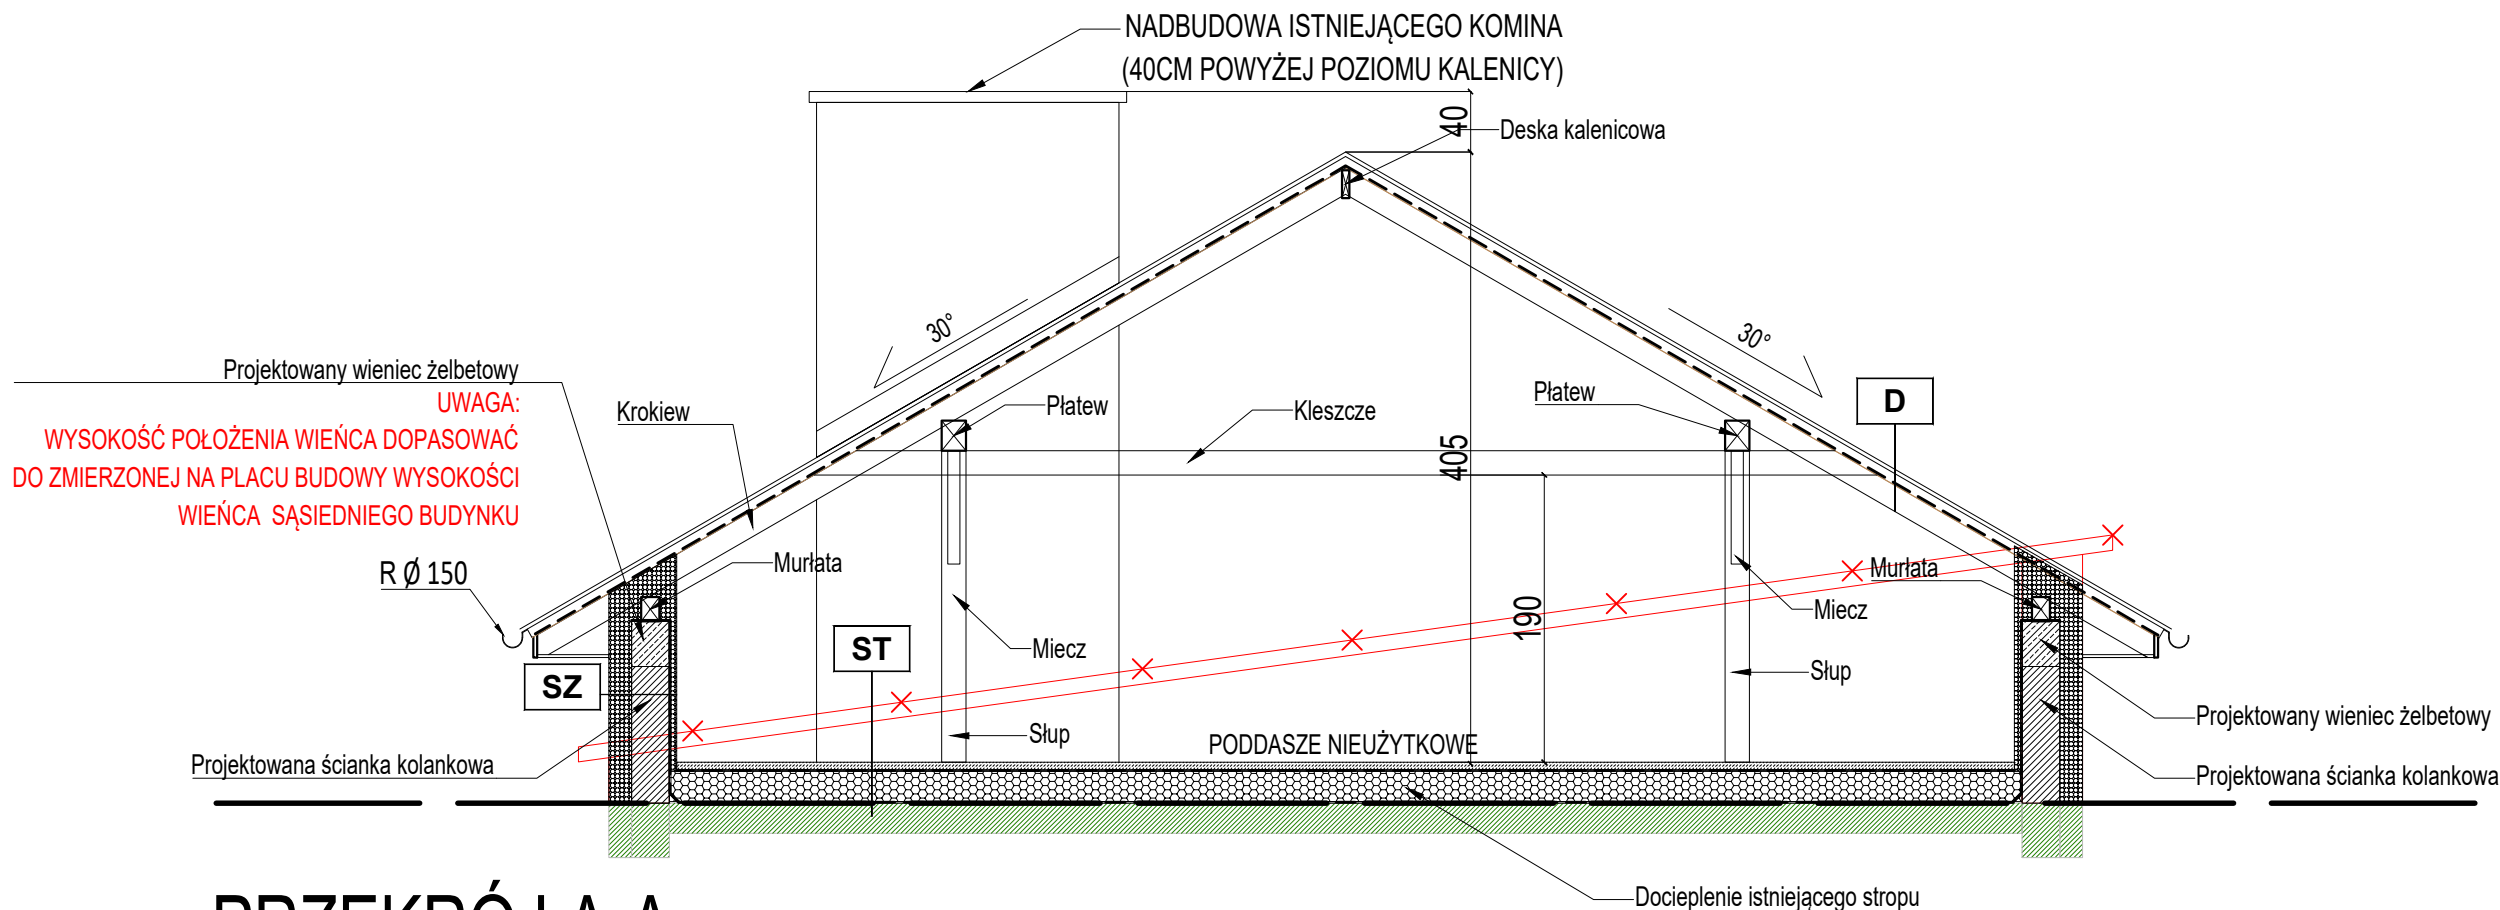 NADBUDOWA ISTNIEJĄCEGO KOMINA
(40CM POWYŻEJ POZIOMU KALENICY)
40
Deska kalenicowa
30°
30°
Projektowany wieniec żelbetowy
UWAGA:
WYSOKOŚĆ POŁOŻENIA WIEŃCA DOPASOWAĆ
DO ZMIERZONEJ NA PLACU BUDOWY WYSOKOŚCI
WIEŃCA SĄSIEDNIEGO BUDYNKU
Krokiew
Płatew
Kleszcze
Płatew
D
405
R Ø 150
Murłata
Murłata
190
Miecz
Miecz
ST
SZ
Słup
Słup
Projektowany wieniec żelbetowy
PODDASZE NIEUŻYTKOWE
Projektowana ścianka kolankowa
Projektowana ścianka kolankowa
Docieplenie istniejącego stropu
PRZEKRÓJ A-A